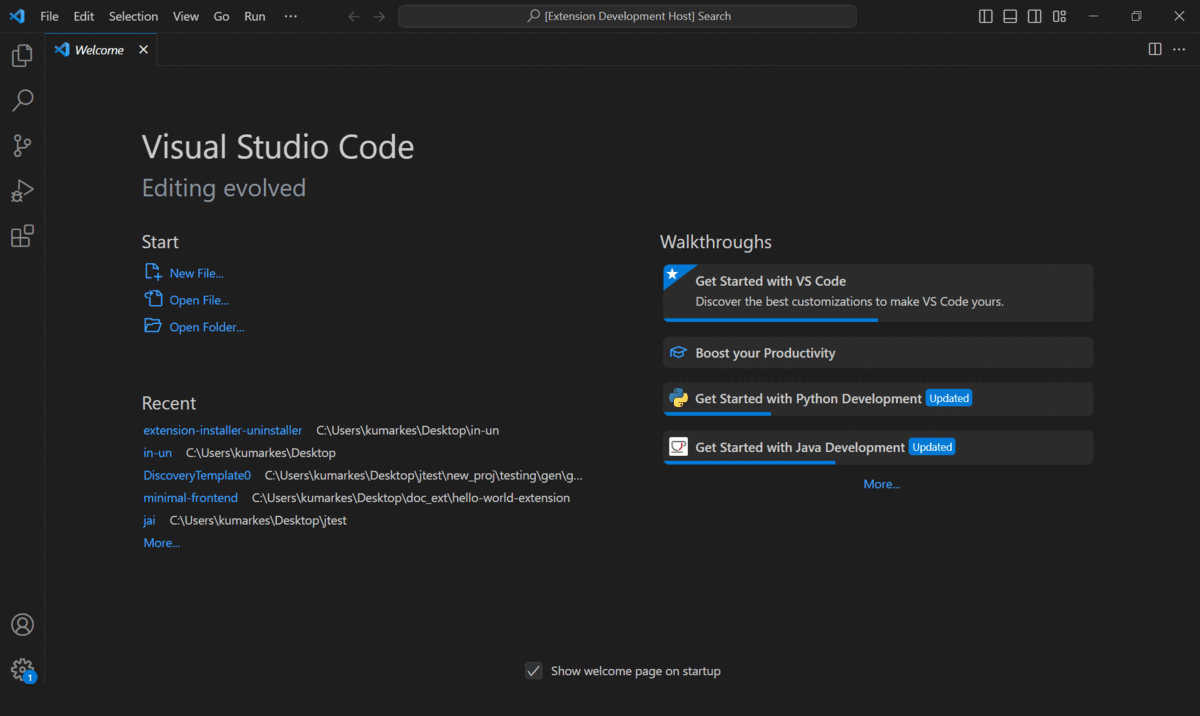 File Edit Selection View Go Run ···
[Extension Development Host] Search
Welcome
Visual Studio Code
Editing evolved
Start
New File...
Open File...
Open Folder...
Recent
extension-installer-uninstaller C:\Users\kumarkes\Desktop\in-un
in-un C:\Users\kumarkes\Desktop
DiscoveryTemplate0 C:\Users\kumarkes\Desktop\jtest\new_proj\testing\gen\g...
minimal-frontend C:\Users\kumarkes\Desktop\doc_ext\hello-world-extension
jai C:\Users\kumarkes\Desktop\jtest
More...
Walkthroughs
Get Started with VS Code
Discover the best customizations to make VS Code yours.
Boost your Productivity
Get Started with Python Development Updated
Get Started with Java Development Updated
More...
1
Show welcome page on startup